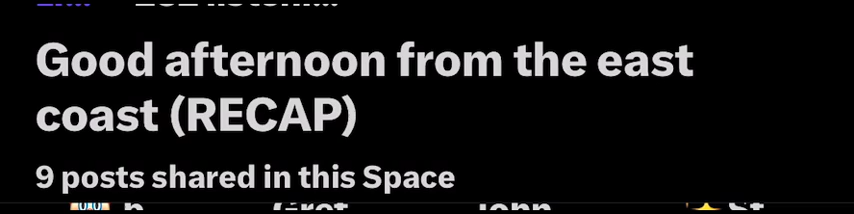 Good afternoon from the east
coast (RECAP)
9 posts shared in this Space